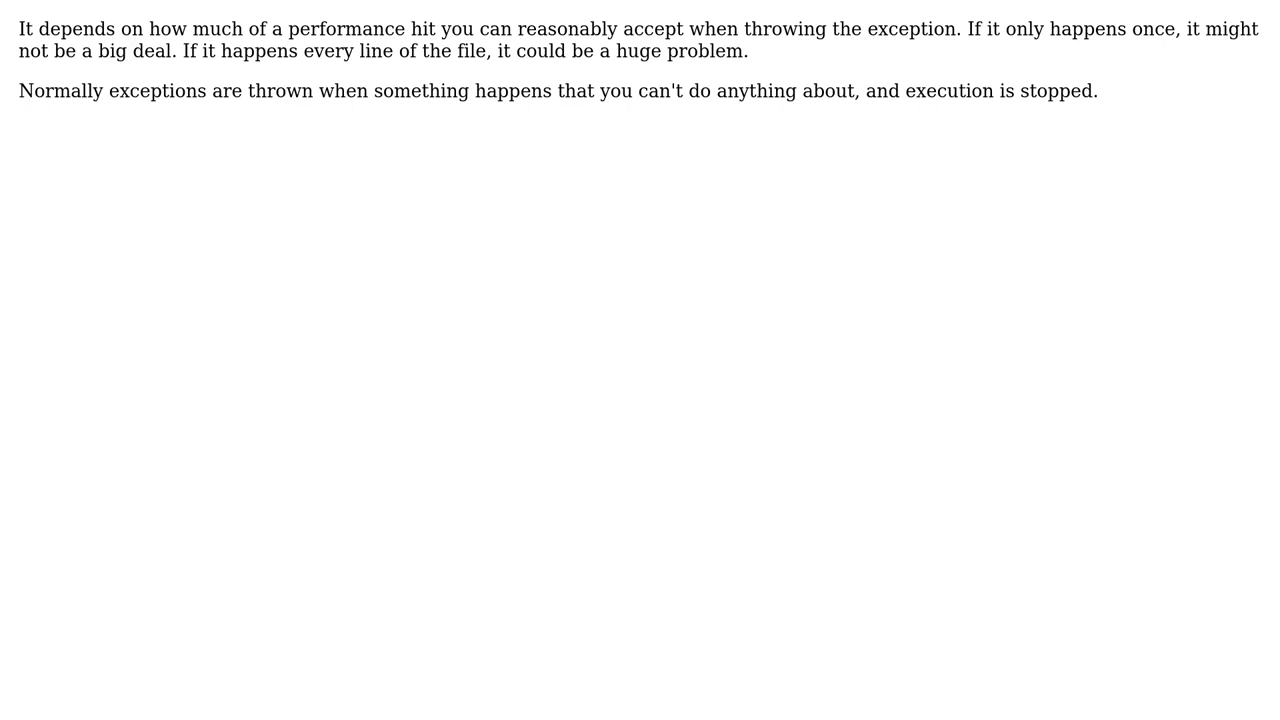 It depends on how much of a performance hit you can reasonably accept when throwing the exception. If it only happens once, it might
not be a big deal. If it happens every line of the file, it could be a huge problem.
Normally exceptions are thrown when something happens that you can't do anything about, and execution is stopped.